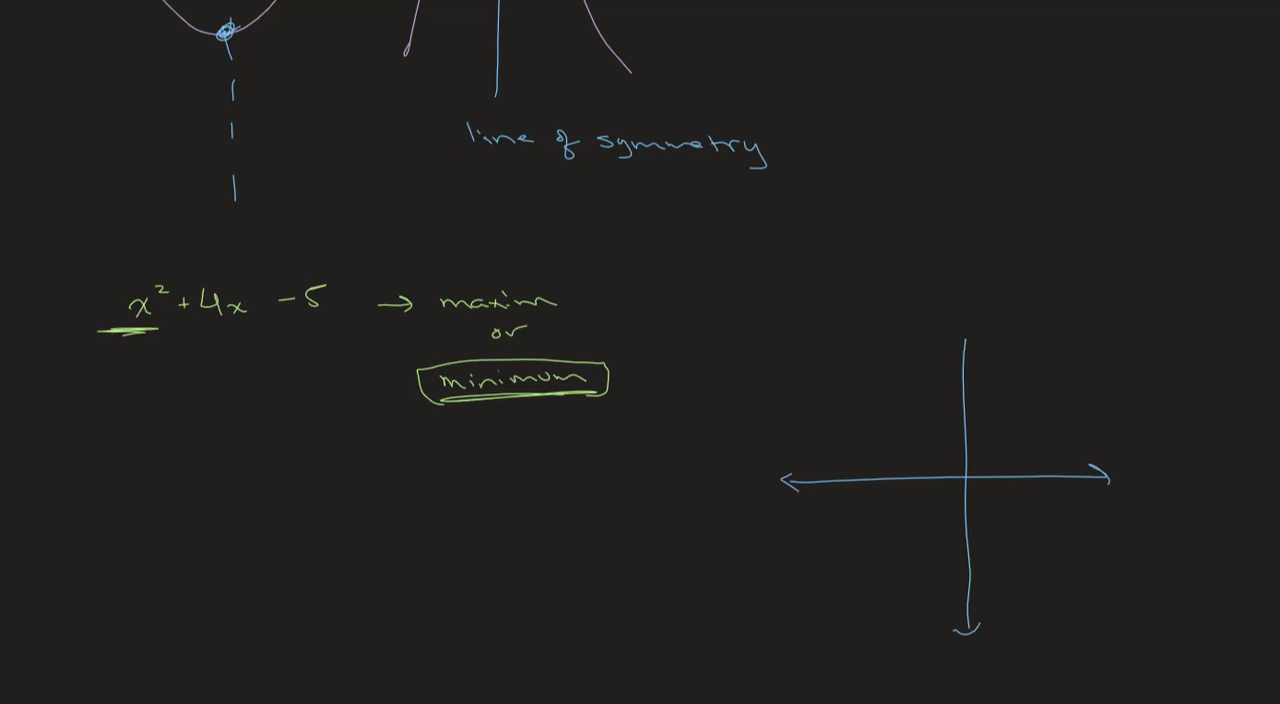 line of symmetry
x² + 4x - 5 → maxim
or
minimum